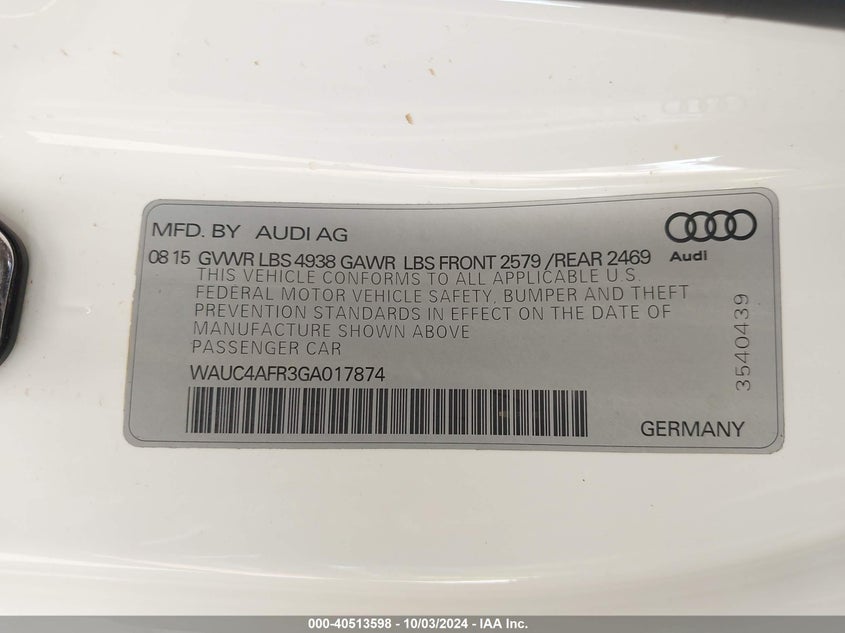 MFD. BY AUDI AG
08 15 GVWR LBS 4938 GAWR LBS FRONT 2579 /REAR 2469
Audi
THIS VEHICLE CONFORMS TO ALL APPLICABLE U.S.
FEDERAL MOTOR VEHICLE SAFETY, BUMPER AND THEFT
PREVENTION STANDARDS IN EFFECT ON THE DATE OF
MANUFACTURE SHOWN ABOVE
PASSENGER CAR
WAUC4AFR3GA017874
3540439
GERMANY
000-40513598 - 10/03/2024 - IAA Inc.